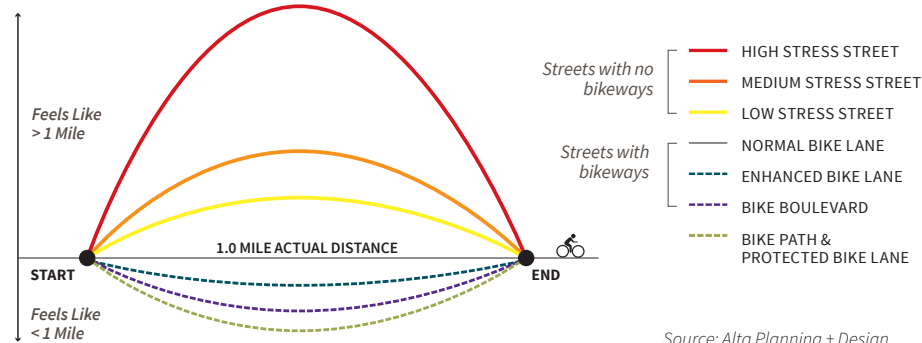 Feels Like
> 1 Mile
1.0 MILE ACTUAL DISTANCE
START
END
Feels Like
< 1 Mile
Streets with no
bikeways
HIGH STRESS STREET
MEDIUM STRESS STREET
LOW STRESS STREET
Streets with
bikeways
NORMAL BIKE LANE
ENHANCED BIKE LANE
BIKE BOULEVARD
BIKE PATH &
PROTECTED BIKE LANE
Source: Alta Planning + Design